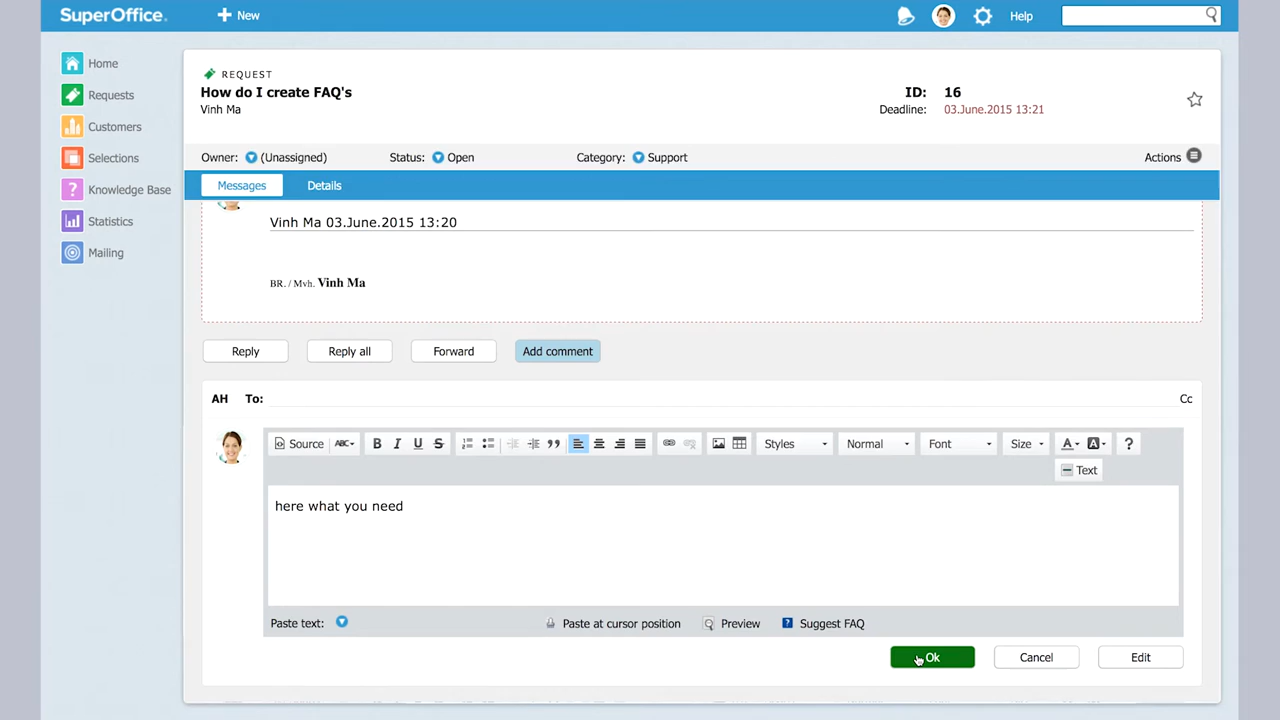 SuperOffice.
New
Help
Home
Requests
Customers
Selections
Knowledge Base
Statistics
Mailing
REQUEST
How do I create FAQ's
Vinh Ma
ID: 16
Deadline: 03.June.2015 13:21
Owner: (Unassigned) Status: Open Category: Support Actions
Messages Details
Vinh Ma 03.June.2015 13:20
BR. / Mvh. Vinh Ma
Reply Reply all Forward Add comment
AH To: Cc
Source ABC B I U S Styles Normal Font Size A A ?
Text
here what you need
Paste text: Paste at cursor position Preview ? Suggest FAQ
Ok Cancel Edit